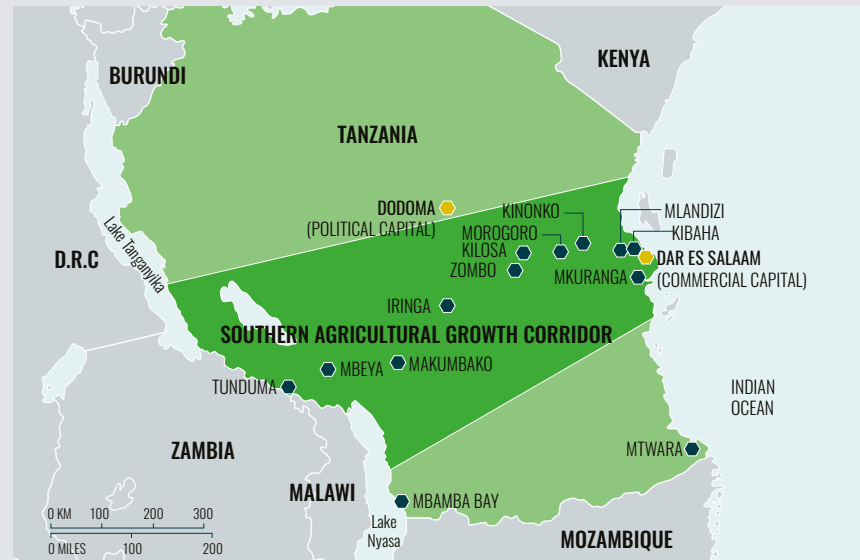 KENYA
BURUNDI
TANZANIA
DODOMA
(POLITICAL CAPITAL)
KINONKO
MLANDIZI
MOROGORO
KIBAHA
KILOSA
ZOMBO
DAR ES SALAAM
(COMMERCIAL CAPITAL)
MKURANGA
D.R.C
Lake Tanganyika
IRINGA
SOUTHERN AGRICULTURAL GROWTH CORRIDOR
MBEYA
MAKUMBAKO
TUNDUMA
INDIAN
OCEAN
ZAMBIA
MTWARA
MALAWI
MBAMBA BAY
Lake
Nyasa
MOZAMBIQUE
0 KM 100 200 300
0 MILES 100 200